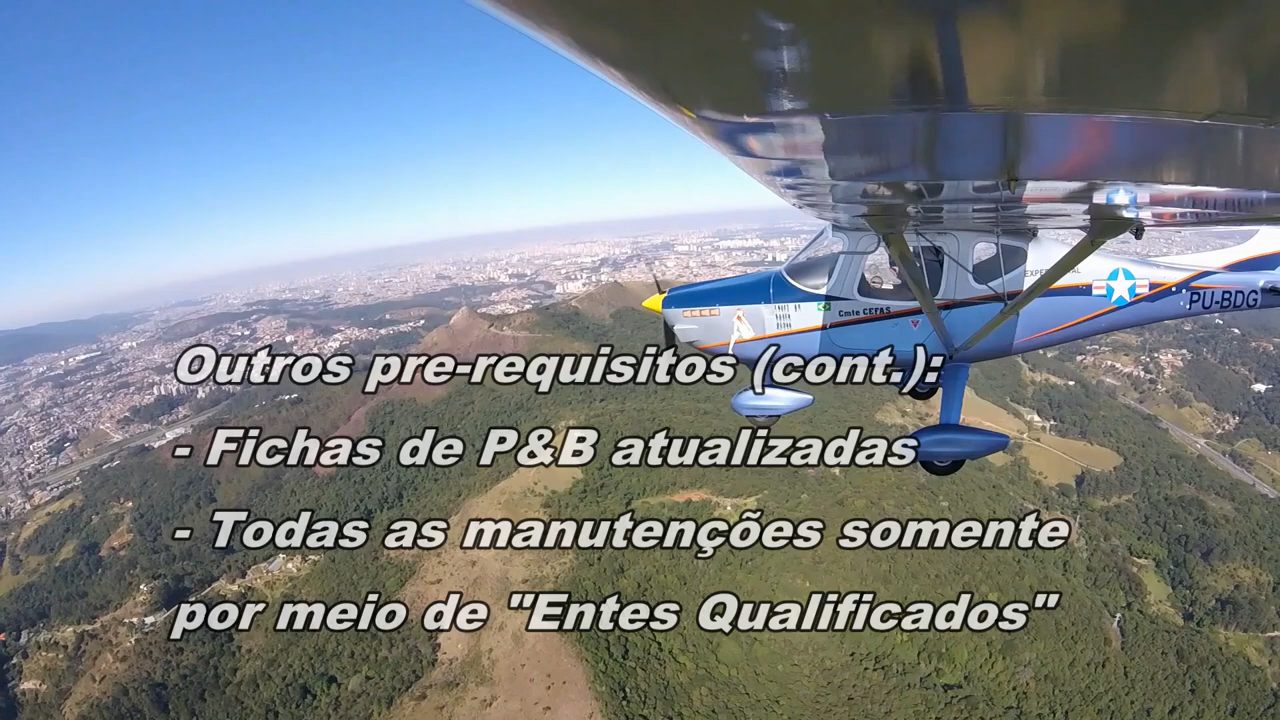 EXPERIMENTAL
PU-BDG
Cmte CEFAS
Outros pre-requisitos (cont.):
- Fichas de P&B atualizadas
- Todas as manutenções somente
por meio de "Entes Qualificados"